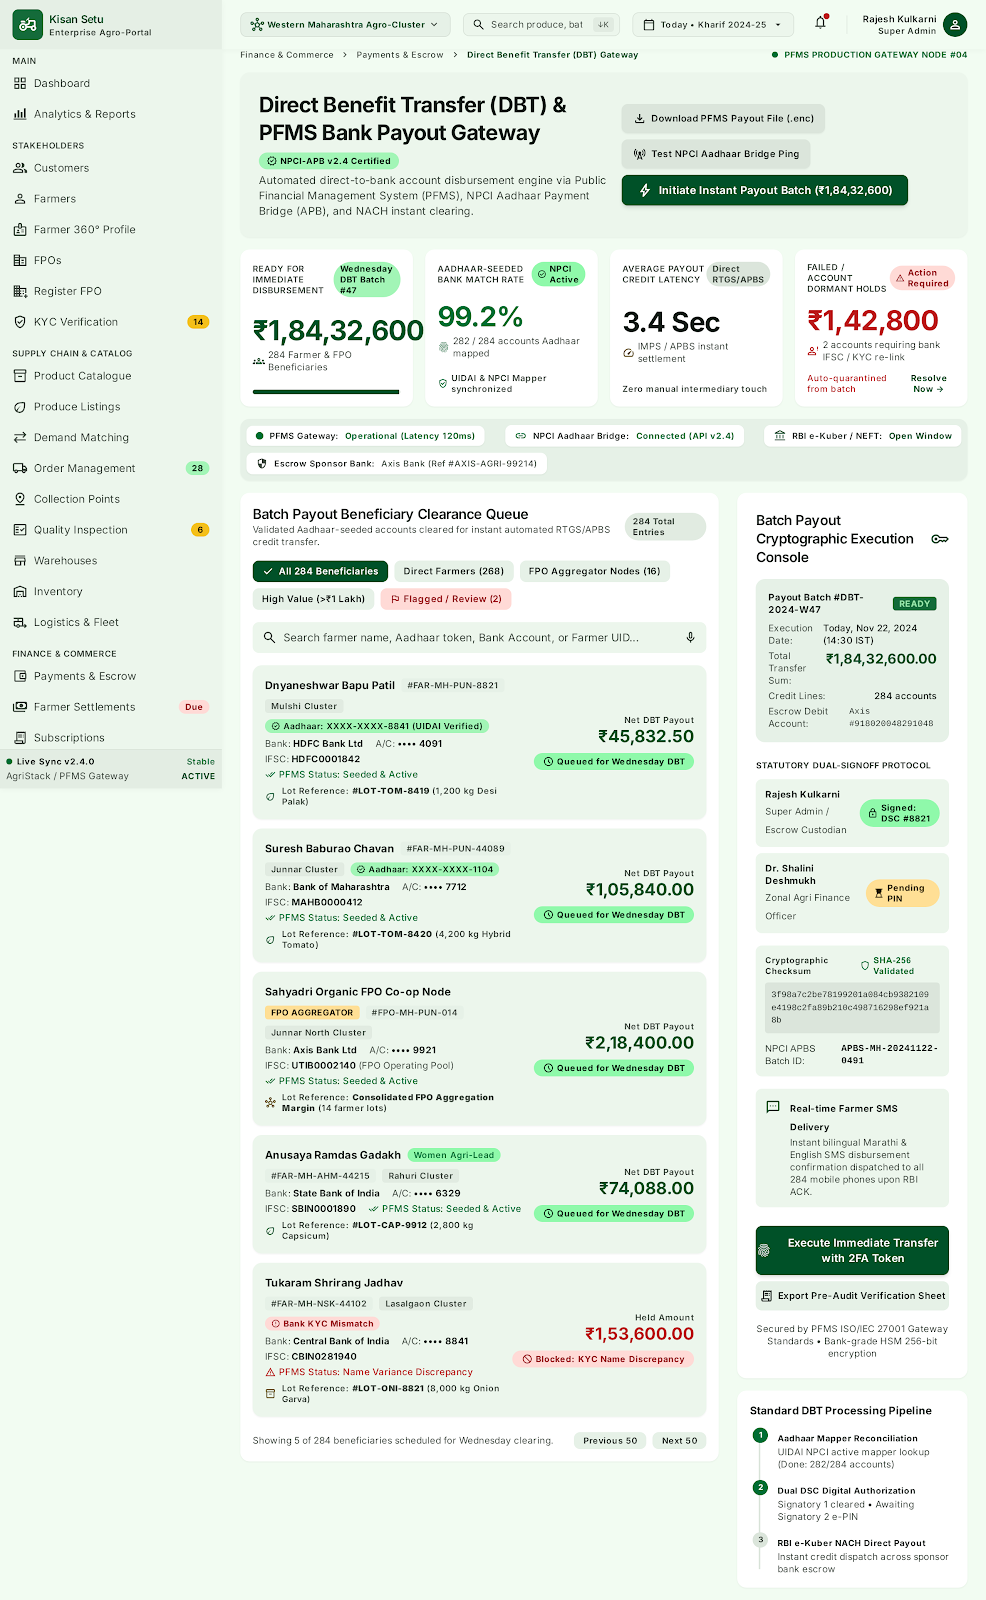 Kisan Setu
Enterprise Agro-Portal
MAIN
Dashboard
Analytics & Reports
STAKEHOLDERS
Customers
Farmers
Farmer 360° Profile
FPOs
Register FPO
KYC Verification 14
SUPPLY CHAIN & CATALOG
Product Catalogue
Produce Listings
Demand Matching
Order Management 28
Collection Points
Quality Inspection 6
Warehouses
Inventory
Logistics & Fleet
FINANCE & COMMERCE
Payments & Escrow
Farmer Settlements Due
Subscriptions
Live Sync v2.4.0 Stable
AgriStack / PFMS Gateway ACTIVE
Western Maharashtra Agro-Cluster
Search produce, bat ↓K
Today • Kharif 2024-25
Rajesh Kulkarni
Super Admin
Finance & Commerce > Payments & Escrow > Direct Benefit Transfer (DBT) Gateway
PFMS PRODUCTION GATEWAY NODE #04
Direct Benefit Transfer (DBT) &
PFMS Bank Payout Gateway
NPCI-APB v2.4 Certified
Automated direct-to-bank account disbursement engine via Public
Financial Management System (PFMS), NPCI Aadhaar Payment
Bridge (APB), and NACH instant clearing.
Download PFMS Payout File (.enc)
Test NPCI Aadhaar Bridge Ping
Initiate Instant Payout Batch (₹1,84,32,600)
READY FOR
IMMEDIATE
DISBURSEMENT
Wednesday
DBT Batch
#47
₹1,84,32,600
284 Farmer & FPO
Beneficiaries
AADHAAR-SEEDED
BANK MATCH RATE
NPCI
Active
99.2%
282 / 284 accounts Aadhaar
mapped
UIDAI & NPCI Mapper
synchronized
AVERAGE PAYOUT
CREDIT LATENCY
Direct
RTGS/APBS
3.4 Sec
IMPS / APBS instant
settlement
Zero manual intermediary touch
FAILED /
ACCOUNT
DORMANT HOLDS
Action
Required
₹1,42,800
2 accounts requiring bank
IFSC / KYC re-link
Auto-quarantined
from batch
Resolve
Now →
PFMS Gateway: Operational (Latency 120ms)
NPCI Aadhaar Bridge: Connected (API v2.4)
RBI e-Kuber / NEFT: Open Window
Escrow Sponsor Bank: Axis Bank (Ref #AXIS-AGRI-99214)
Batch Payout Beneficiary Clearance Queue
Validated Aadhaar-seeded accounts cleared for instant automated RTGS/APBS
credit transfer.
284 Total
Entries
All 284 Beneficiaries
Direct Farmers (268)
FPO Aggregator Nodes (16)
High Value (>₹1 Lakh)
Flagged / Review (2)
Search farmer name, Aadhaar token, Bank Account, or Farmer UID...
Dnyaneshwar Bapu Patil #FAR-MH-PUN-8821
Mulshi Cluster
Aadhaar: XXXX-XXXX-8841 (UIDAI Verified)
Bank: HDFC Bank Ltd A/C: •••• 4091
IFSC: HDFC0001842
PFMS Status: Seeded & Active
Lot Reference: #LOT-TOM-8419 (1,200 kg Desi
Palak)
Net DBT Payout
₹45,832.50
Queued for Wednesday DBT
Suresh Baburao Chavan #FAR-MH-PUN-44089
Junnar Cluster Aadhaar: XXXX-XXXX-1104
Bank: Bank of Maharashtra A/C: •••• 7712
IFSC: MAHB0000412
PFMS Status: Seeded & Active
Lot Reference: #LOT-TOM-8420 (4,200 kg Hybrid
Tomato)
Net DBT Payout
₹1,05,840.00
Queued for Wednesday DBT
Sahyadri Organic FPO Co-op Node
FPO AGGREGATOR #FPO-MH-PUN-014
Junnar North Cluster
Bank: Axis Bank Ltd A/C: •••• 9921
IFSC: UTIB0002140 (FPO Operating Pool)
PFMS Status: Seeded & Active
Lot Reference: Consolidated FPO Aggregation
Margin (14 farmer lots)
Net DBT Payout
₹2,18,400.00
Queued for Wednesday DBT
Anusaya Ramdas Gadakh Women Agri-Lead
#FAR-MH-AHM-44215 Rahuri Cluster
Bank: State Bank of India A/C: •••• 6329
IFSC: SBIN0001890 PFMS Status: Seeded & Active
Lot Reference: #LOT-CAP-9912 (2,800 kg
Capsicum)
Net DBT Payout
₹74,088.00
Queued for Wednesday DBT
Tukaram Shrirang Jadhav
#FAR-MH-NSK-44102 Lasalgaon Cluster
Bank KYC Mismatch
Bank: Central Bank of India A/C: •••• 8841
IFSC: CBIN0281940
PFMS Status: Name Variance Discrepancy
Lot Reference: #LOT-ONI-8821 (8,000 kg Onion
Garva)
Held Amount
₹1,53,600.00
Blocked: KYC Name Discrepancy
Showing 5 of 284 beneficiaries scheduled for Wednesday clearing.
Previous 50
Next 50
Batch Payout
Cryptographic Execution
Console
Payout Batch #DBT-
2024-W47
READY
Execution
Date:
Today, Nov 22, 2024
(14:30 IST)
Total
Transfer
Sum:
₹1,84,32,600.00
Credit Lines: 284 accounts
Escrow Debit
Account:
Axis
#918020048291048
STATUTORY DUAL-SIGNOFF PROTOCOL
Rajesh Kulkarni
Super Admin /
Escrow Custodian
Signed:
DSC #8821
Dr. Shalini
Deshmukh
Zonal Agri Finance
Officer
Pending
PIN
Cryptographic
Checksum
SHA-256
Validated
3f98a7c2be78199201a084cb9382109
e4198c2fa89b210c498716298ef921a
8b
NPCI APBS
Batch ID:
APBS-MH-20241122-
0491
Real-time Farmer SMS
Delivery
Instant bilingual Marathi &
English SMS disbursement
confirmation dispatched to all
284 mobile phones upon RBI
ACK.
Execute Immediate Transfer
with 2FA Token
Export Pre-Audit Verification Sheet
Secured by PFMS ISO/IEC 27001 Gateway
Standards • Bank-grade HSM 256-bit
encryption
Standard DBT Processing Pipeline
1 Aadhaar Mapper Reconciliation
UIDAI NPCI active mapper lookup
(Done: 282/284 accounts)
2 Dual DSC Digital Authorization
Signatory 1 cleared • Awaiting
Signatory 2 e-PIN
3 RBI e-Kuber NACH Direct Payout
Instant credit dispatch across sponsor
bank escrow